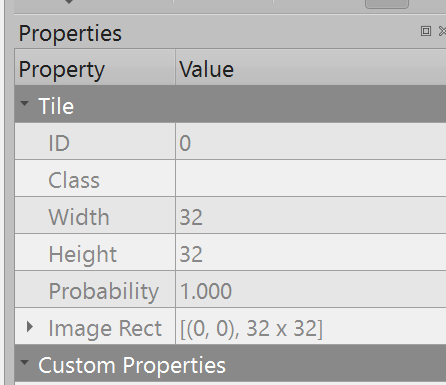 Properties
Property Value
Tile
ID 0
Class
Width 32
Height 32
Probability 1.000
Image Rect [(0, 0), 32 x 32]
Custom Properties